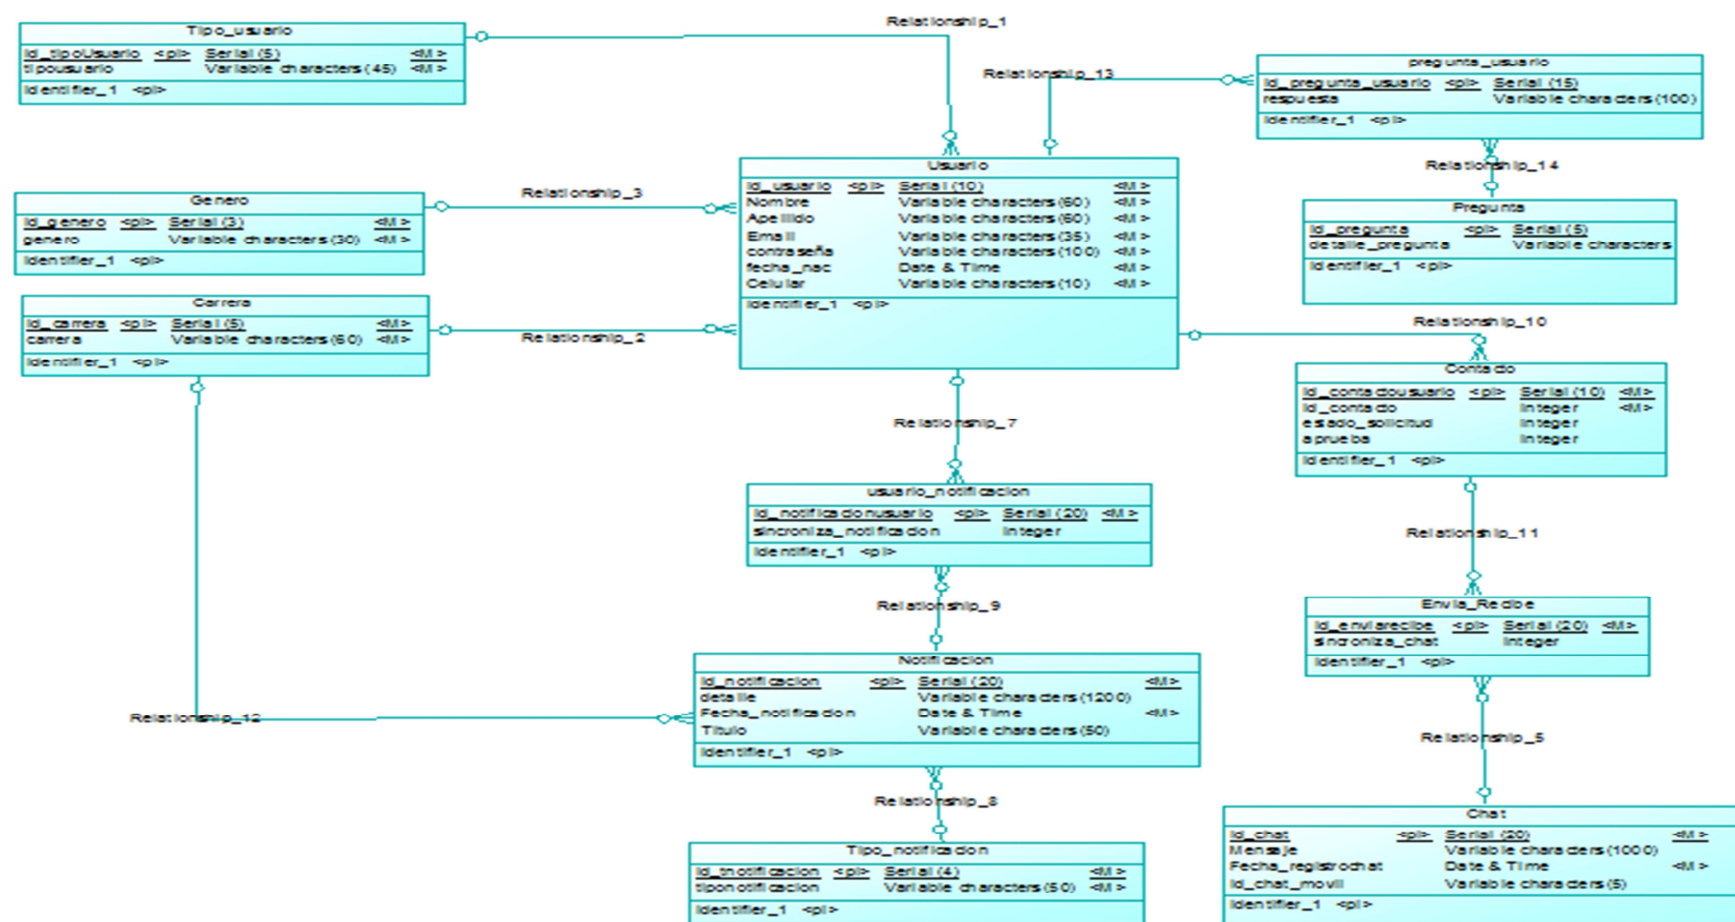 Relationship_1
Tipo_usuario
Id_tipoUsuario <pi> Serial (5) <M>
tipousuario Variable characters (45) <M>
Identifier_1 <pi>
Relationship_13
pregunta_usuario
Id_pregunta_usuario <pi> Serial (15)
respuesta Variable characters (100)
Identifier_1 <pi>
Relationship_14
Pregunta
Id_pregunta <pi> Serial (5)
detalle_pregunta Variable characters
Identifier_1 <pi>
Usuario
Id_usuario <pi> Serial (10) <M>
Nombre Variable characters (60) <M>
Apellido Variable characters (60) <M>
Email Variable characters (35) <M>
contraseña Variable characters (100) <M>
fecha_nac Date & Time <M>
Celular Variable characters (10) <M>
Identifier_1 <pi>
Relationship_3
Genero
Id_genero <pi> Serial (3) <M>
genero Variable characters (30) <M>
Identifier_1 <pi>
Carrera
Id_carrera <pi> Serial (5) <M>
carrera Variable characters (60) <M>
Identifier_1 <pi>
Relationship_2
Relationship_10
Contacto
Id_contactousuario <pi> Serial (10) <M>
Id_contacto Integer <M>
estado_solicitud Integer
aprueba Integer
Identifier_1 <pi>
Relationship_7
usuario_notificacion
Id_notificacionusuario <pi> Serial (20) <M>
sincroniza_notificacion Integer
Identifier_1 <pi>
Relationship_11
Envia_Recibe
Id_enviarecibe <pi> Serial (20) <M>
sincroniza_chat Integer
Identifier_1 <pi>
Relationship_9
Notificacion
Id_notificacion <pi> Serial (20) <M>
detalle Variable characters (1200)
Fecha_notificacion Date & Time <M>
Titulo Variable characters (50)
Identifier_1 <pi>
Relationship_12
Relationship_5
Relationship_8
Tipo_notificacion
Id_tnotificacion <pi> Serial (4) <M>
tiponotificacion Variable characters (50) <M>
Identifier_1 <pi>
Chat
Id_chat <pi> Serial (20) <M>
Mensaje Variable characters (1000)
Fecha_registrochat Date & Time <M>
Id_chat_movil Variable characters (5)
Identifier_1 <pi>